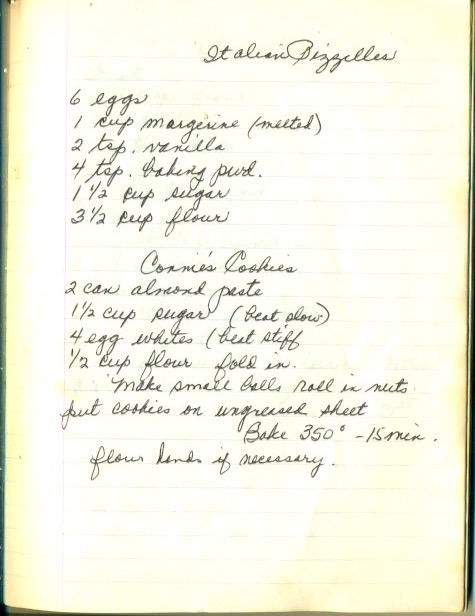 Italian Pizzelles
6 eggs
1 cup margerine (melted)
2 tsp. vanilla
4 tsp. baking pwd.
1 1/2 cup sugar
3 1/2 cup flour
Connie's Cookies
2 can almond paste
1 1/2 cup sugar (beat slow)
4 egg whites (beat stiff
1/2 cup flour fold in.
Make small balls roll in nuts
put cookies on ungreased sheet
Bake 350° - 15 min.
flour hands if necessary.